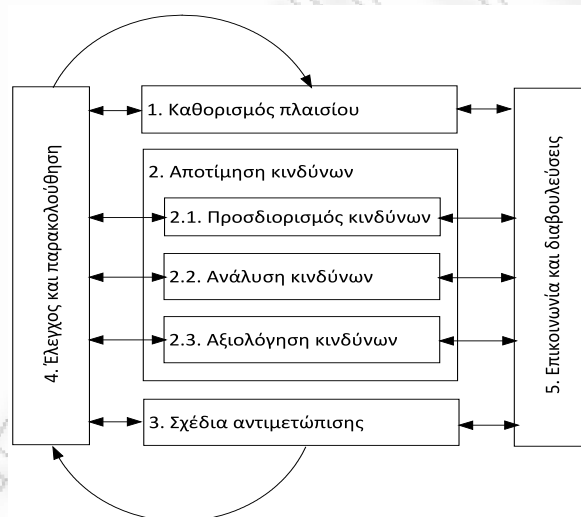 1. Καθορισμός πλαισίου
2. Αποτίμηση κινδύνων
2.1. Προσδιορισμός κινδύνων
2.2. Ανάλυση κινδύνων
2.3. Αξιολόγηση κινδύνων
3. Σχέδια αντιμετώπισης
4. Έλεγχος και παρακολούθηση
5. Επικοινωνία και διαβουλεύσεις